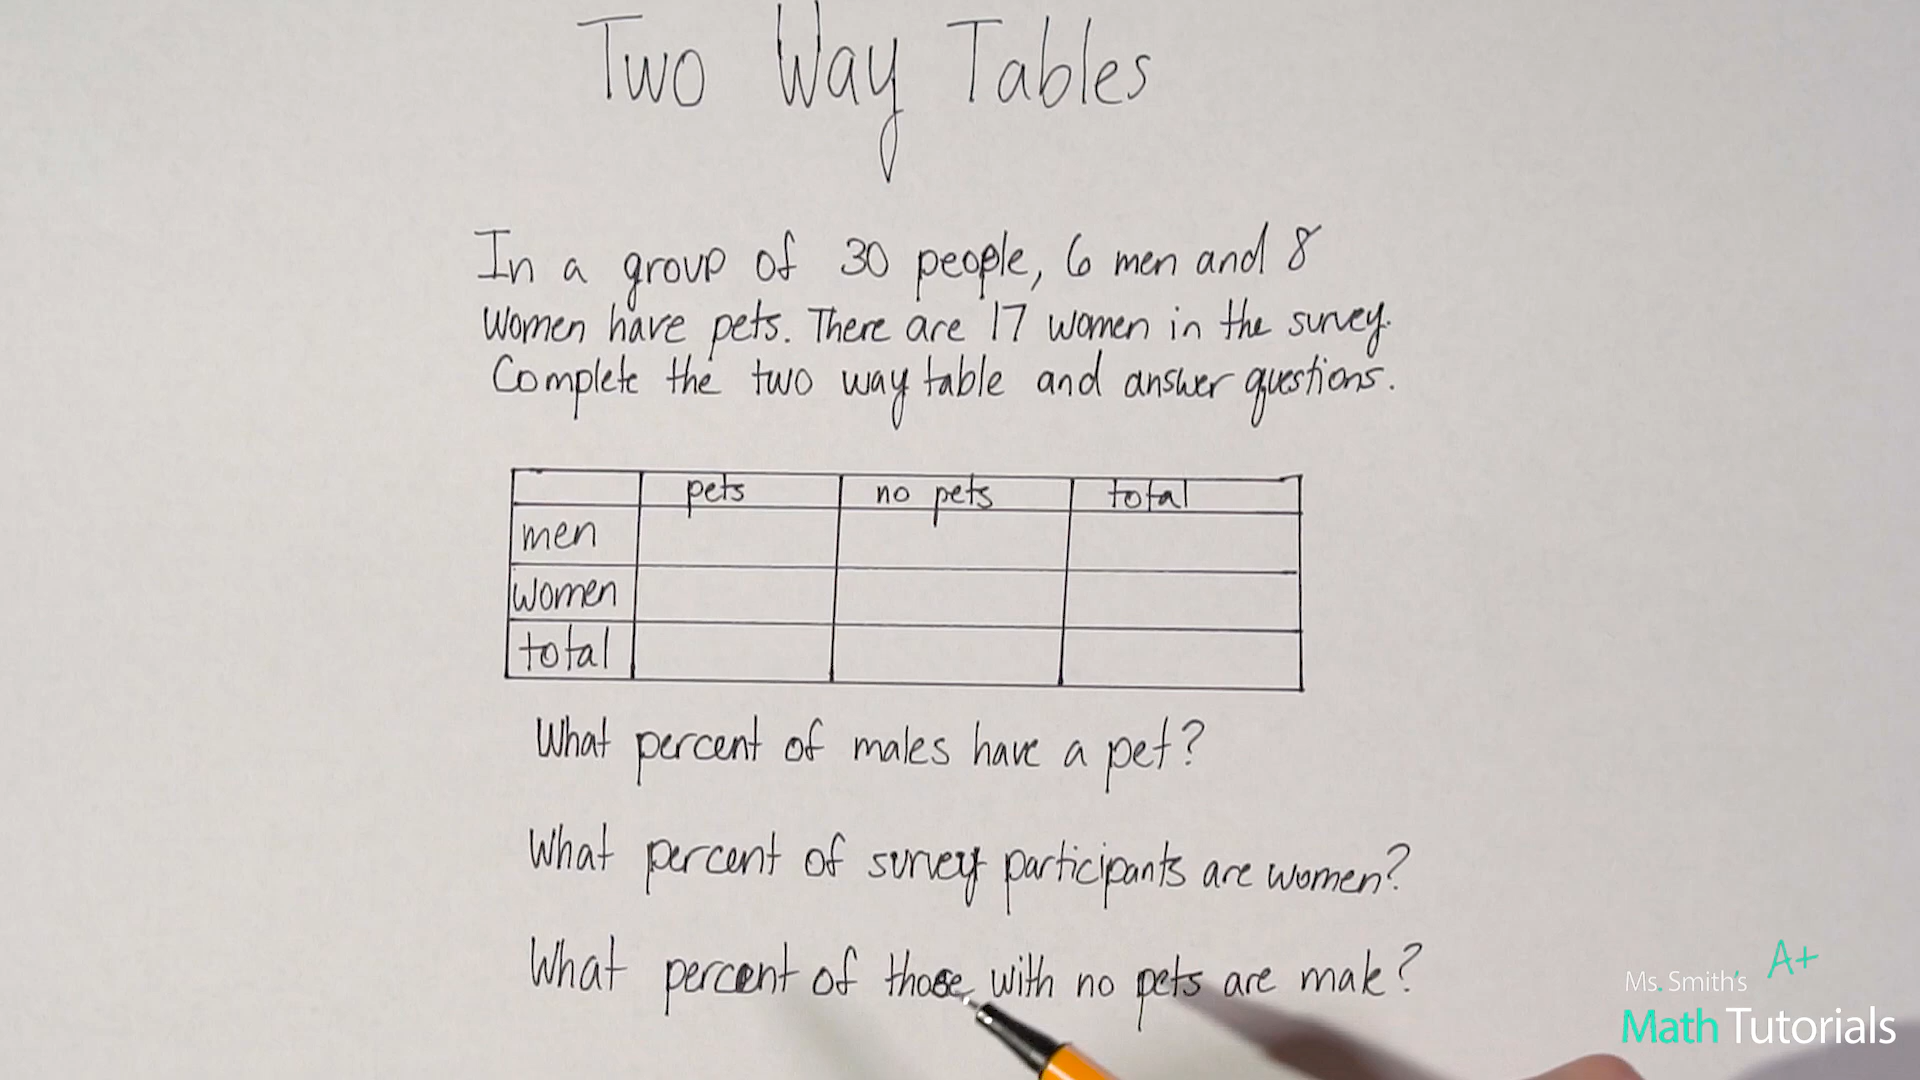 Two Way Tables
In a group of 30 people, 6 men and 8
women have pets. There are 17 women in the survey.
Complete the two way table and answer questions.
pets no pets total
men
women
total
What percent of males have a pet?
What percent of survey participants are women?
What percent of those with no pets are male?
Ms. Smith's A+
Math Tutorials